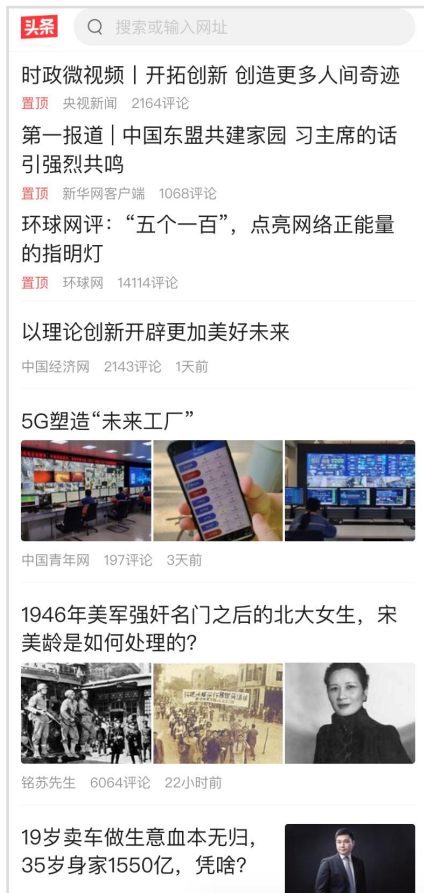 头条
搜索或输入网址
时政微视频丨开拓创新 创造更多人间奇迹
置顶 央视新闻 2164评论
第一报道 | 中国东盟共建家园 习主席的话
引强烈共鸣
置顶 新华网客户端 1068评论
环球网评：“五个一百”，点亮网络正能量
的指明灯
置顶 环球网 14114评论
以理论创新开辟更加美好未来
中国经济网 2143评论 1天前
5G塑造“未来工厂”
中国青年网 197评论 3天前
1946年美军强奸名门之后的北大女生，宋
美龄是如何处理的？
铭苏先生 6064评论 22小时前
19岁卖车做生意血本无归，
35岁身家1550亿，凭啥？